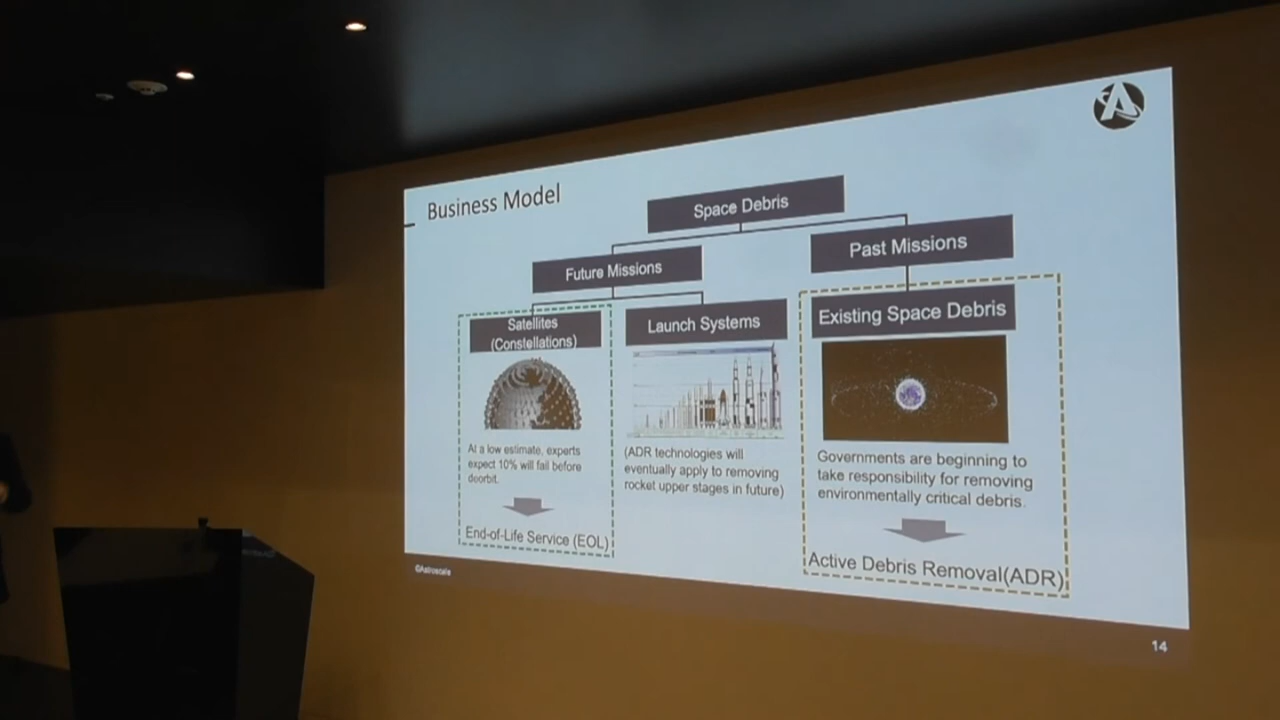 Business Model
Space Debris
Future Missions
Past Missions
Satellites
(Constellations)
Launch Systems
Existing Space Debris
At a low estimate, experts
expect 10% will fail before
deorbit.
(ADR technologies will
eventually apply to removing
rocket upper stages in future)
Governments are beginning to
take responsibility for removing
environmentally critical debris.
End-of-Life Service (EOL)
Active Debris Removal(ADR)
©Astroscale
14